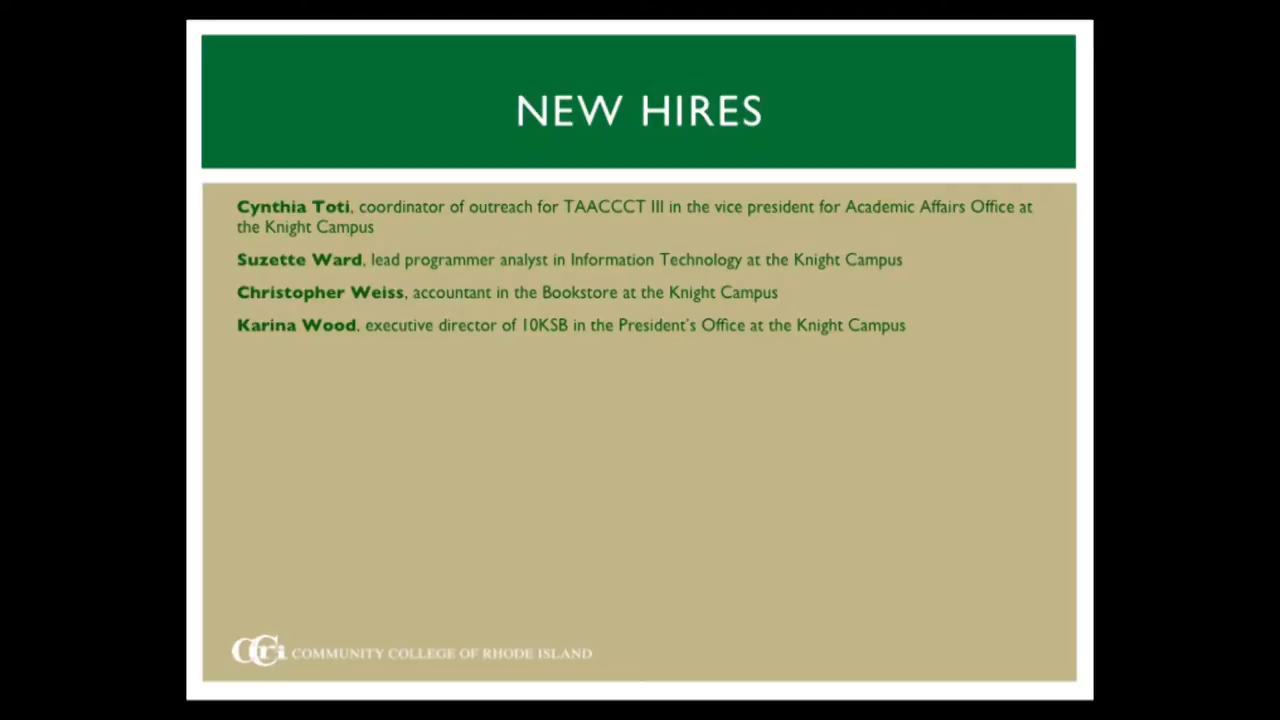 NEW HIRES
Cynthia Toti, coordinator of outreach for TAACCCT III in the vice president for Academic Affairs Office at
the Knight Campus
Suzette Ward, lead programmer analyst in Information Technology at the Knight Campus
Christopher Weiss, accountant in the Bookstore at the Knight Campus
Karina Wood, executive director of 10KSB in the President's Office at the Knight Campus
CCri COMMUNITY COLLEGE OF RHODE ISLAND